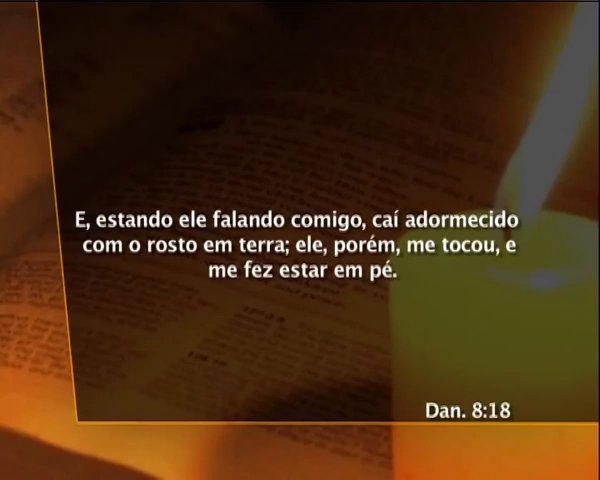 E, estando ele falando comigo, caí adormecido
com o rosto em terra; ele, porém, me tocou, e
me fez estar em pé.
Dan. 8:18